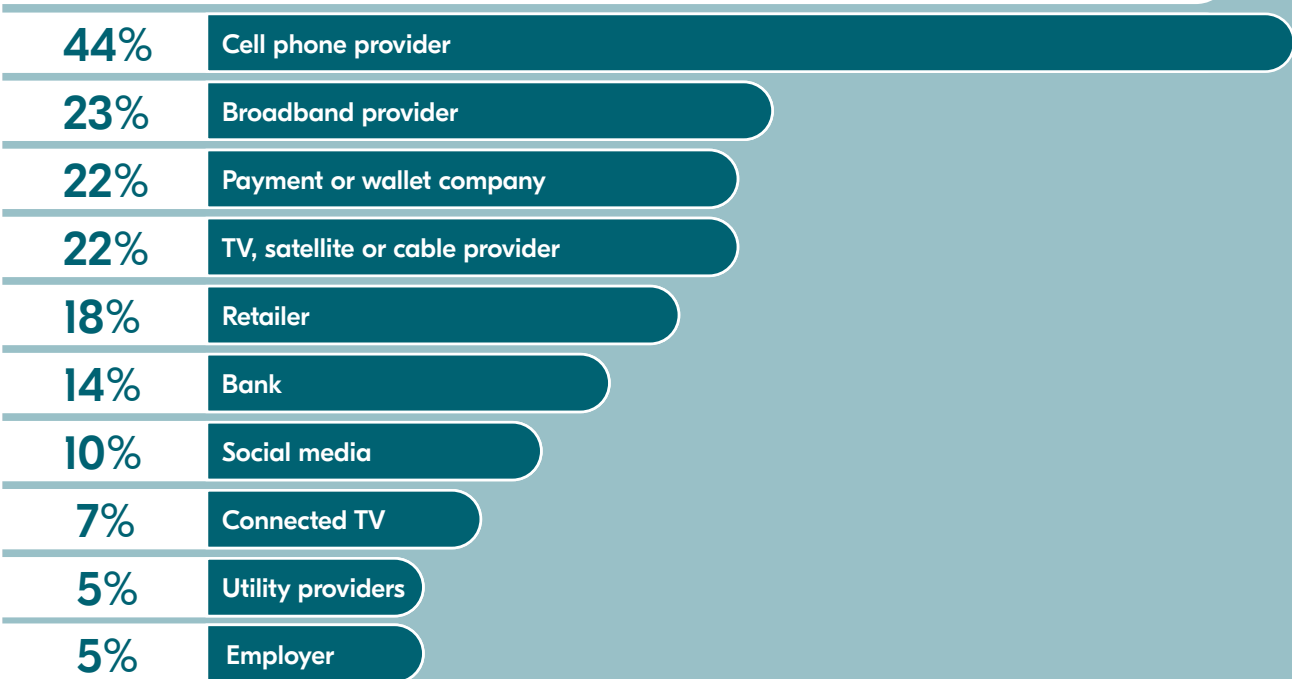 44% Cell phone provider
23% Broadband provider
22% Payment or wallet company
22% TV, satellite or cable provider
18% Retailer
14% Bank
10% Social media
7% Connected TV
5% Utility providers
5% Employer